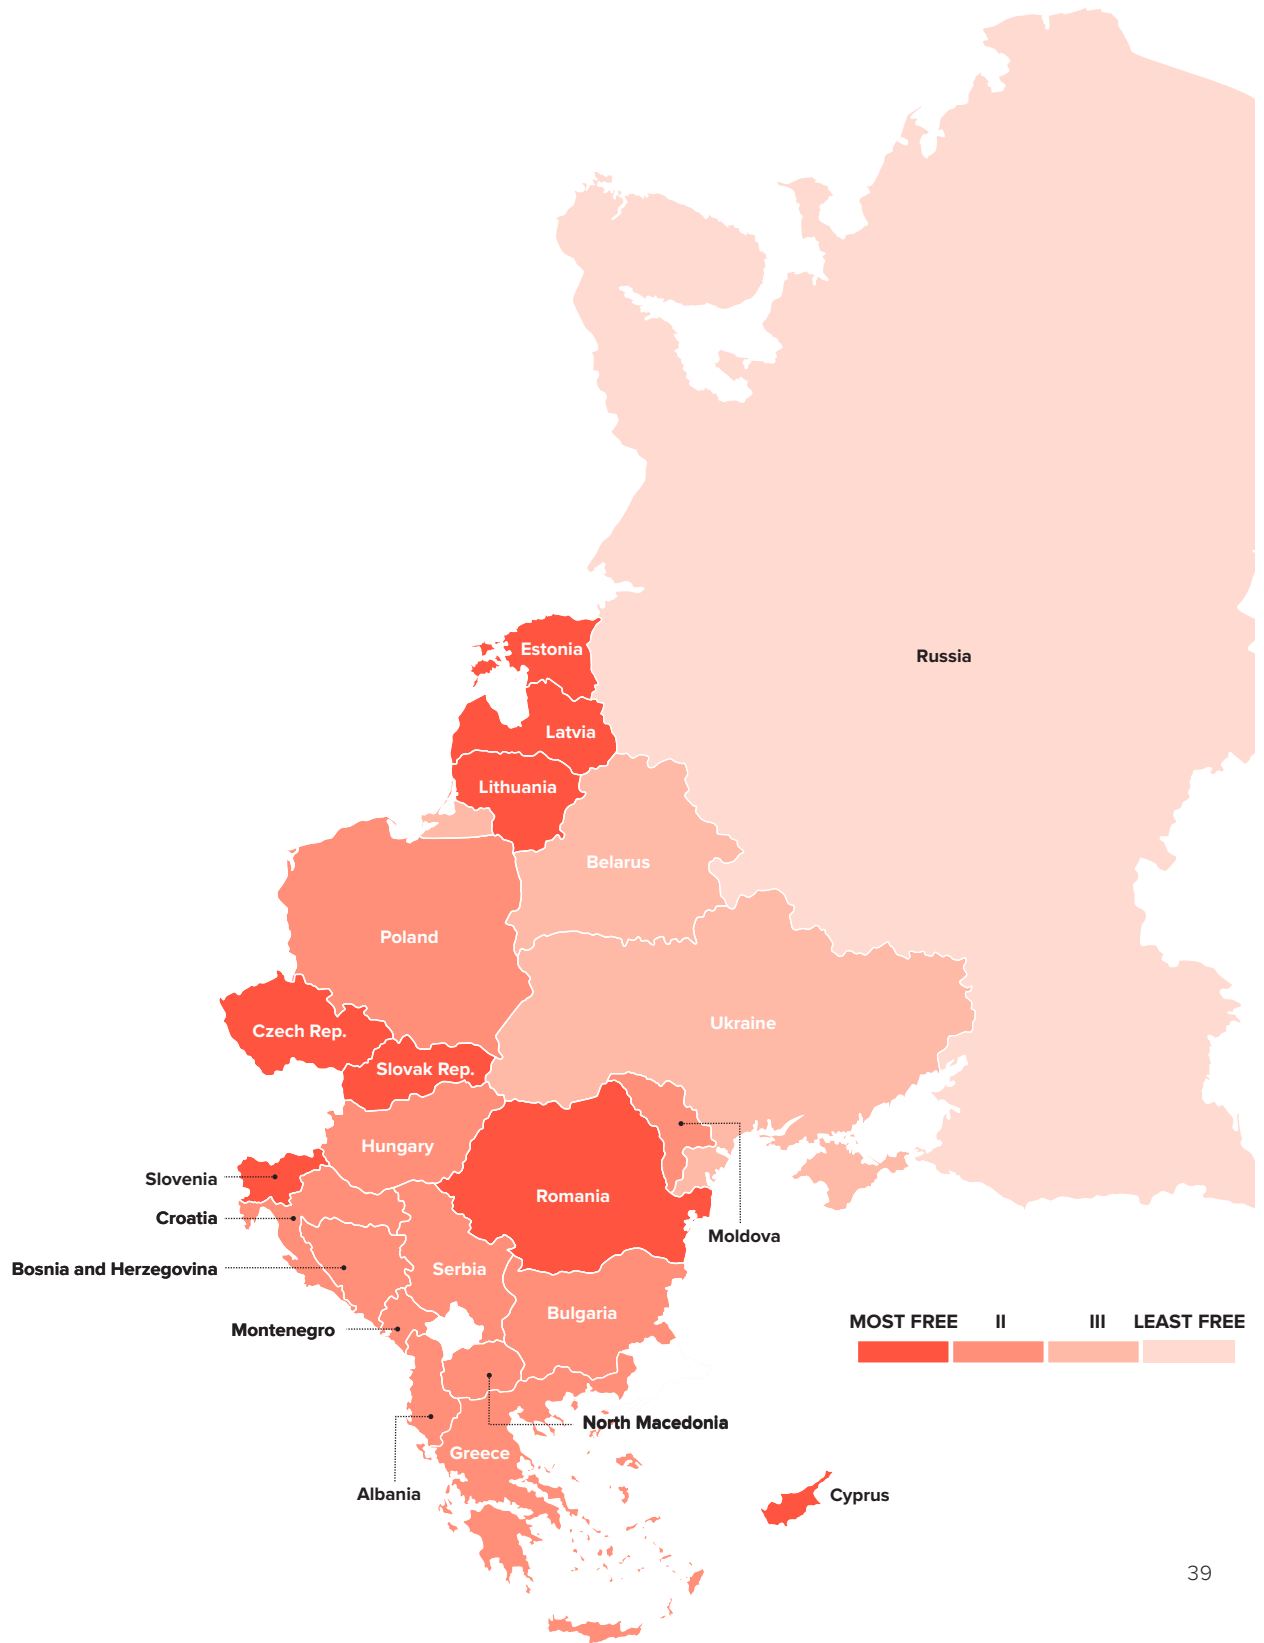 Russia
Estonia
Latvia
Lithuania
Belarus
Poland
Ukraine
Czech Rep.
Slovak Rep.
Hungary
Slovenia
Romania
Croatia
Moldova
Bosnia and Herzegovina
Serbia
Bulgaria
Montenegro
MOST FREE II III LEAST FREE
North Macedonia
Greece
Albania
Cyprus
39